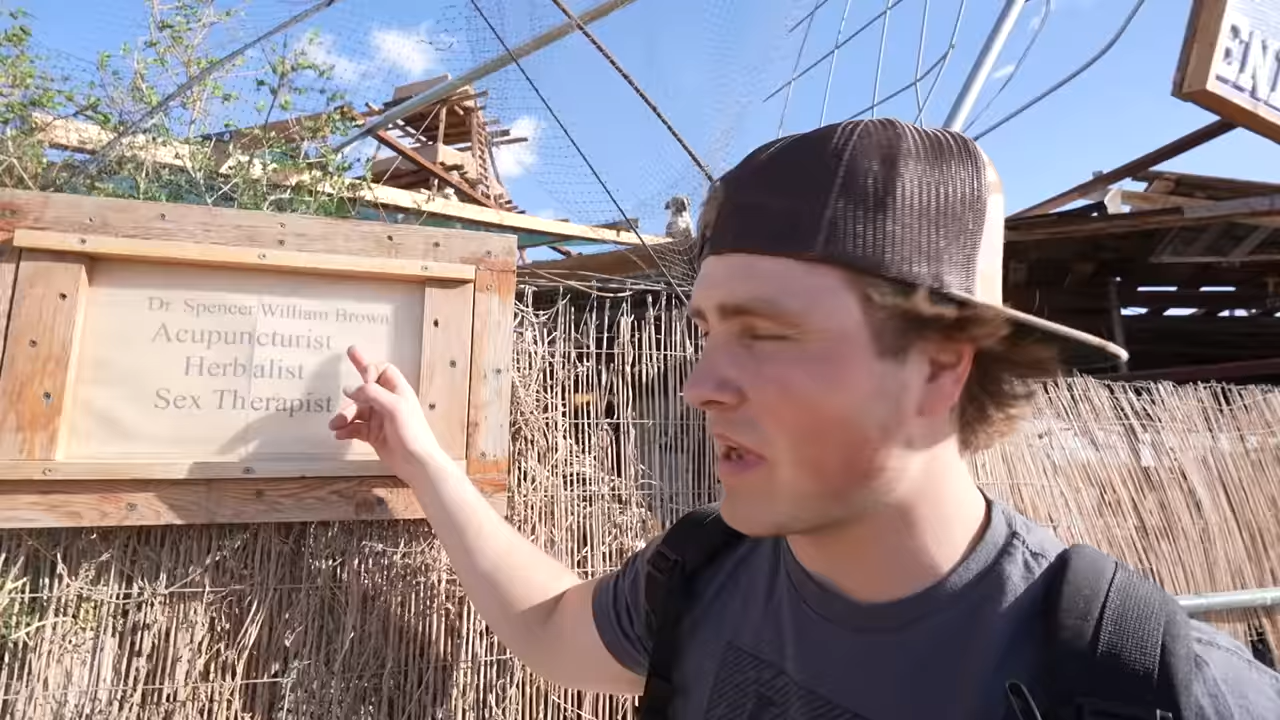 Dr. Spencer William Brown
Acupuncturist
Herbalist
Sex Therapist